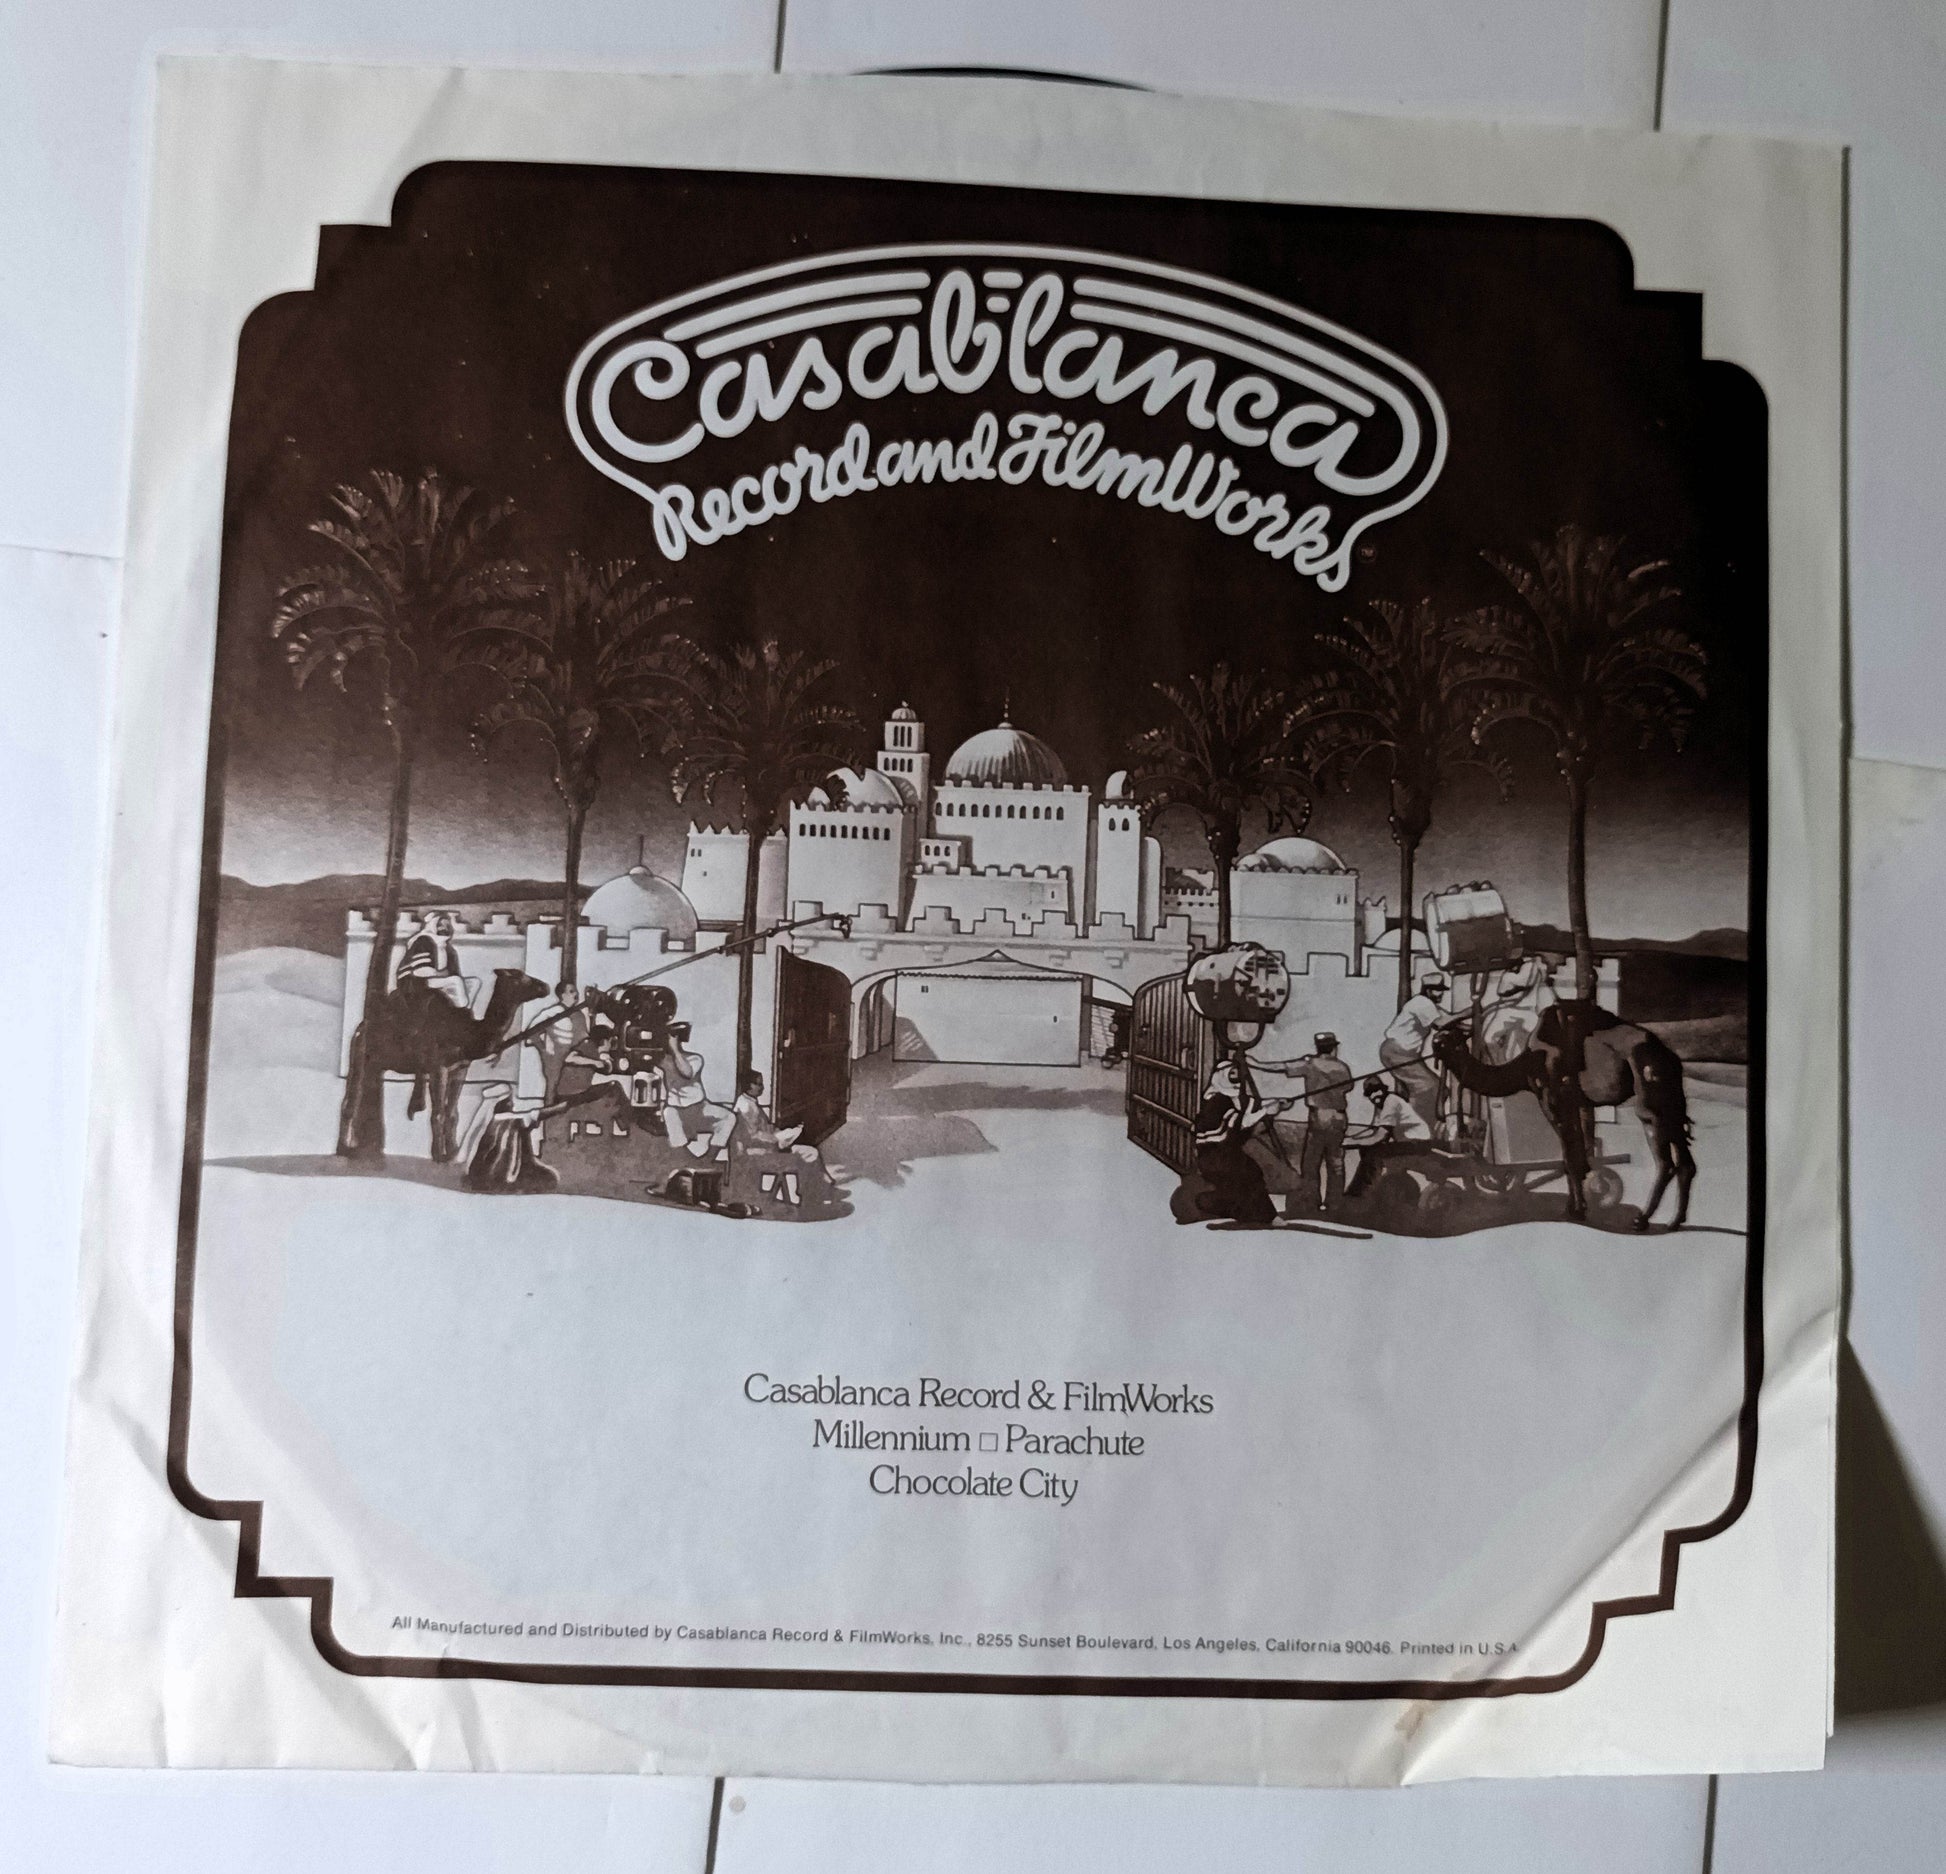 Casablanca
Record and FilmWorks
Casablanca Record & FilmWorks
Millennium □ Parachute
Chocolate City
All Manufactured and Distributed by Casablanca Record & FilmWorks, Inc., 8255 Sunset Boulevard, Los Angeles, California 90046. Printed in U.S.A.